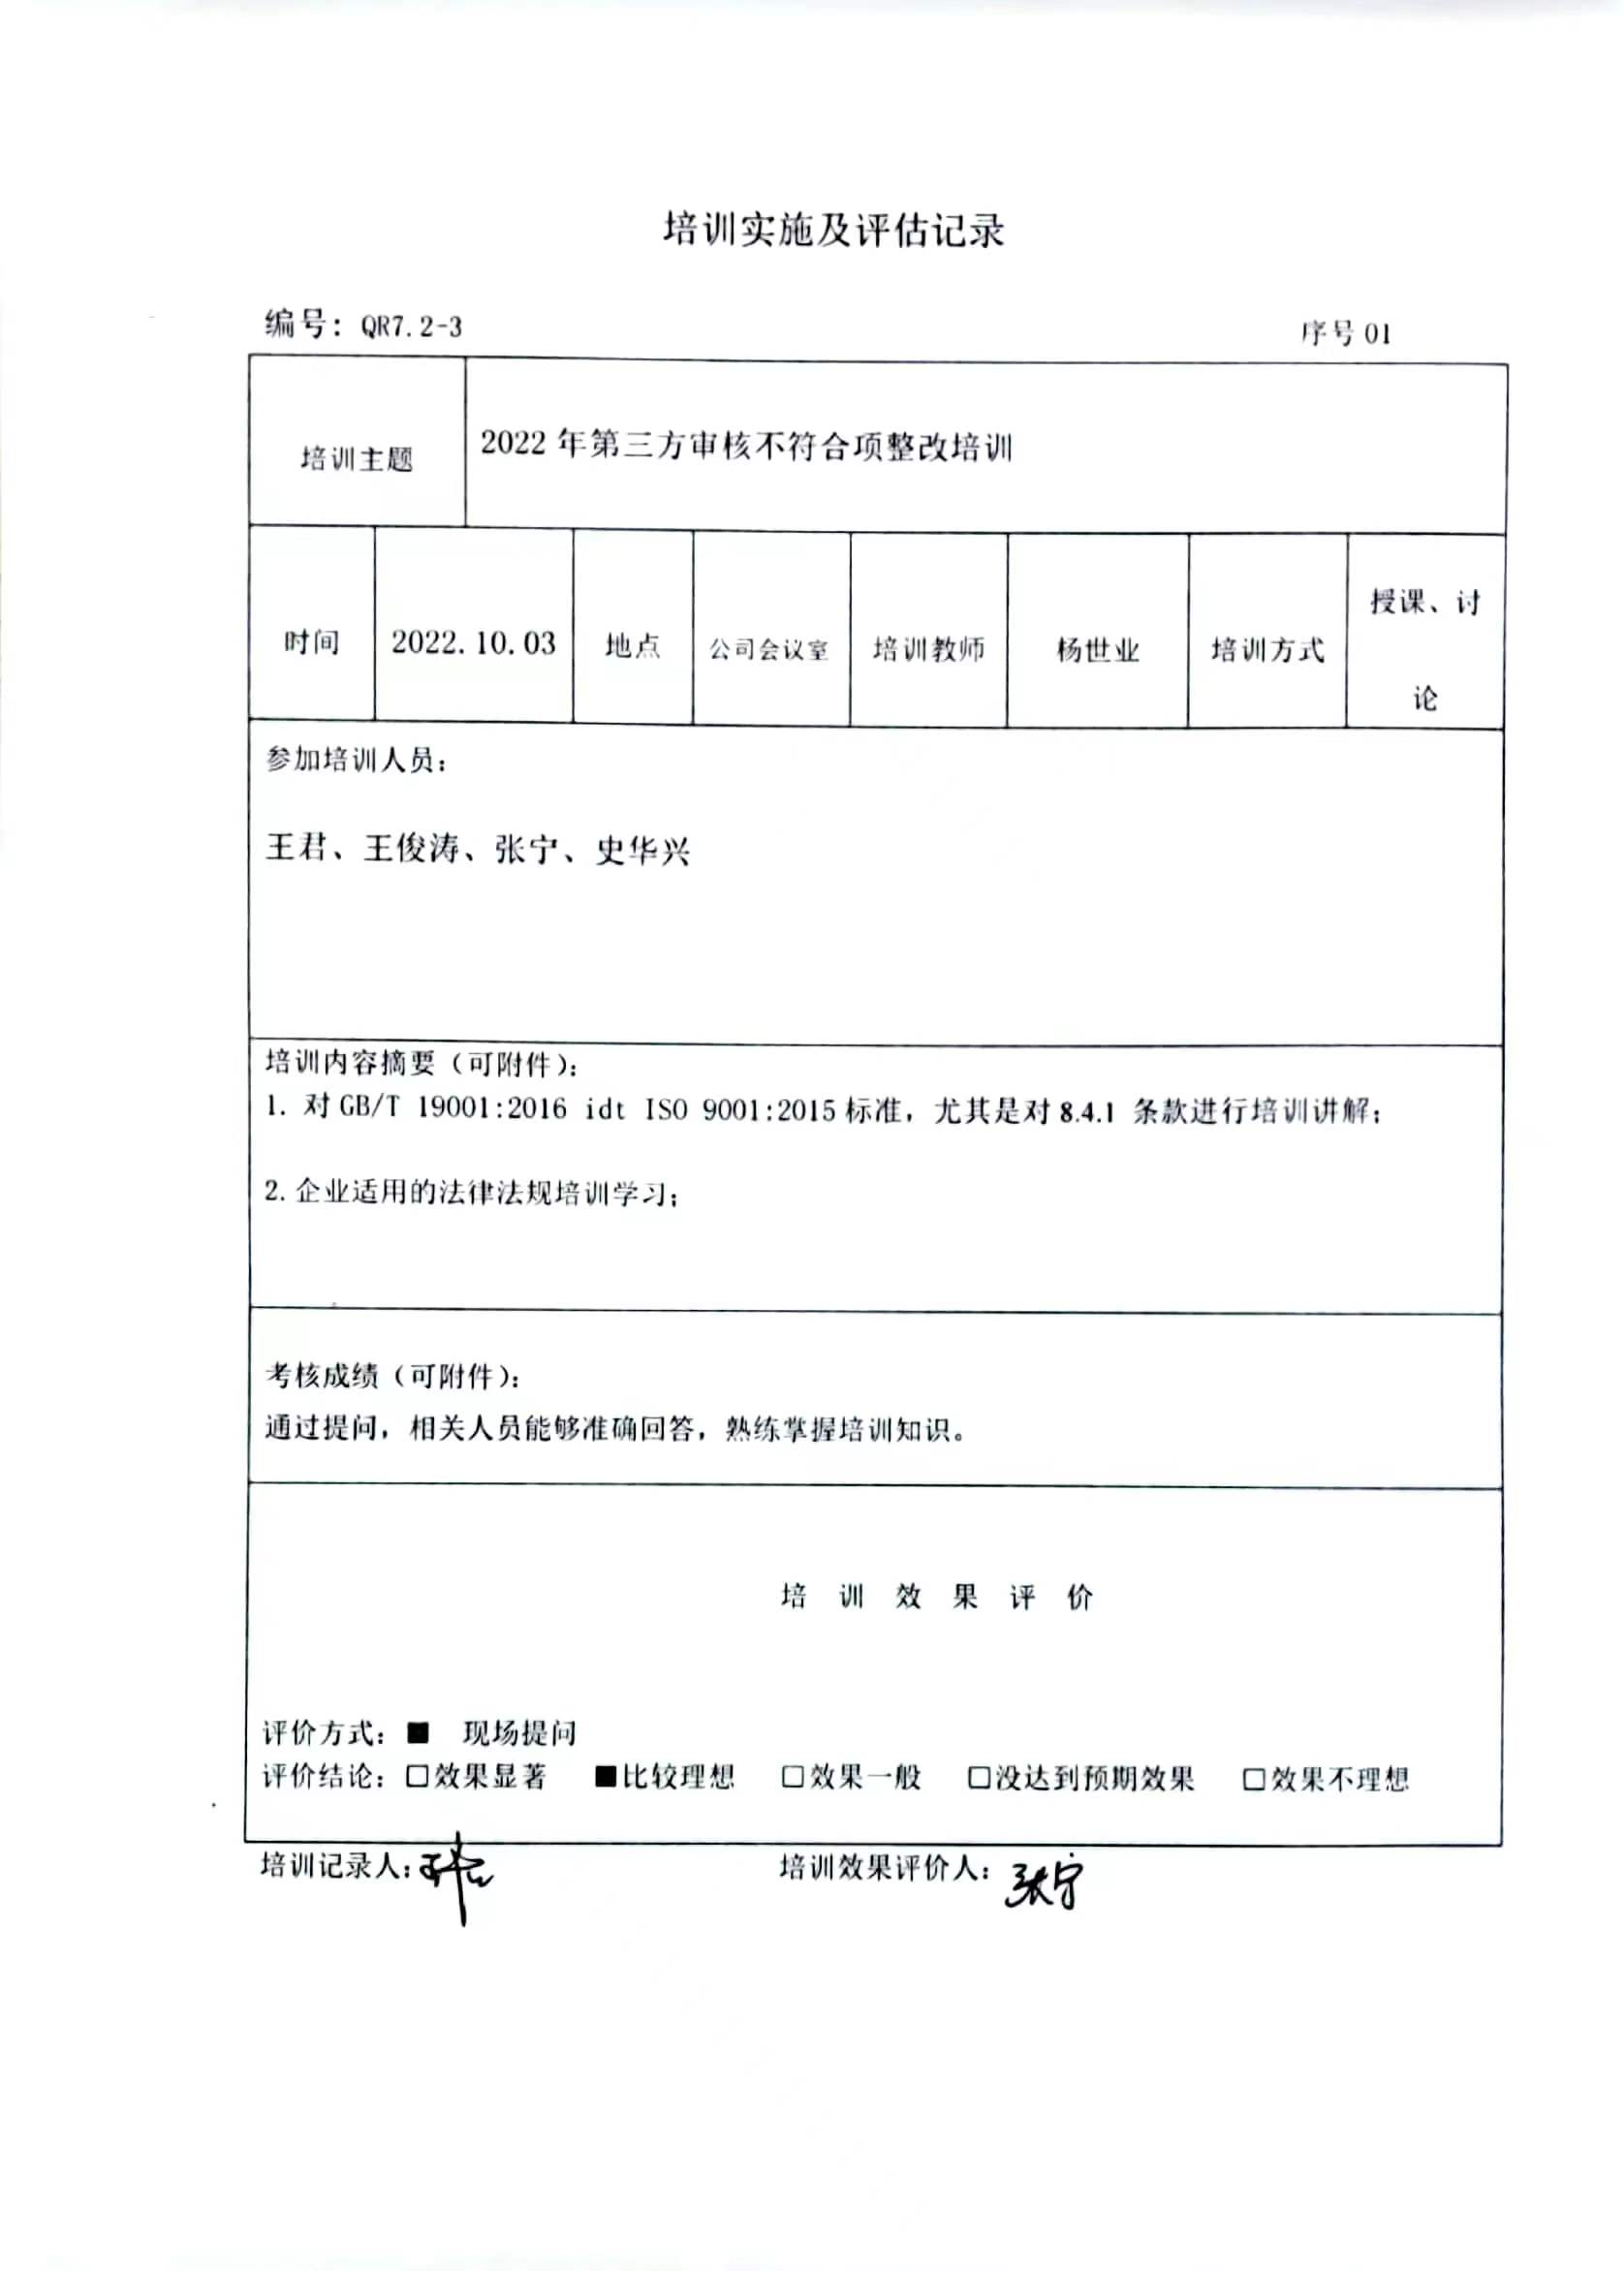 培训实施及评估记录
编号：QR7.2-3 序号 01
培训主题 2022 年第三方审核不符合项整改培训
时间 2022.10.03 地点 公司会议室 培训教师 杨世业 培训方式 授课、讨
论
参加培训人员：
王君、王俊涛、张宁、史华兴
培训内容摘要（可附件）：
1. 对 GB/T 19001:2016 idt ISO 9001:2015 标准，尤其是对 8.4.1 条款进行培训讲解；
2. 企业适用的法律法规培训学习；
考核成绩（可附件）：
通过提问，相关人员能够准确回答，熟练掌握培训知识。
培 训 效 果 评 价
评价方式：■ 现场提问
评价结论：□效果显著 ■比较理想 □效果一般 □没达到预期效果 □效果不理想
培训记录人： 培训效果评价人：张宁